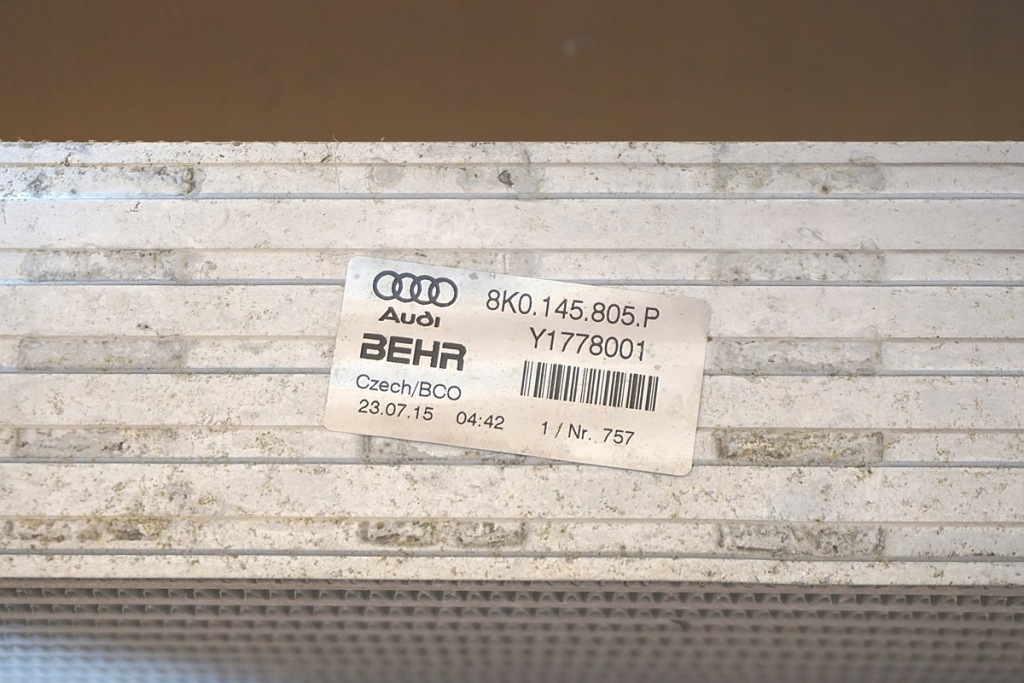 Audi
8K0.145.805.P
Y1778001
BEHR
Czech/BCO
23.07.15 04:42
1 / Nr. 757